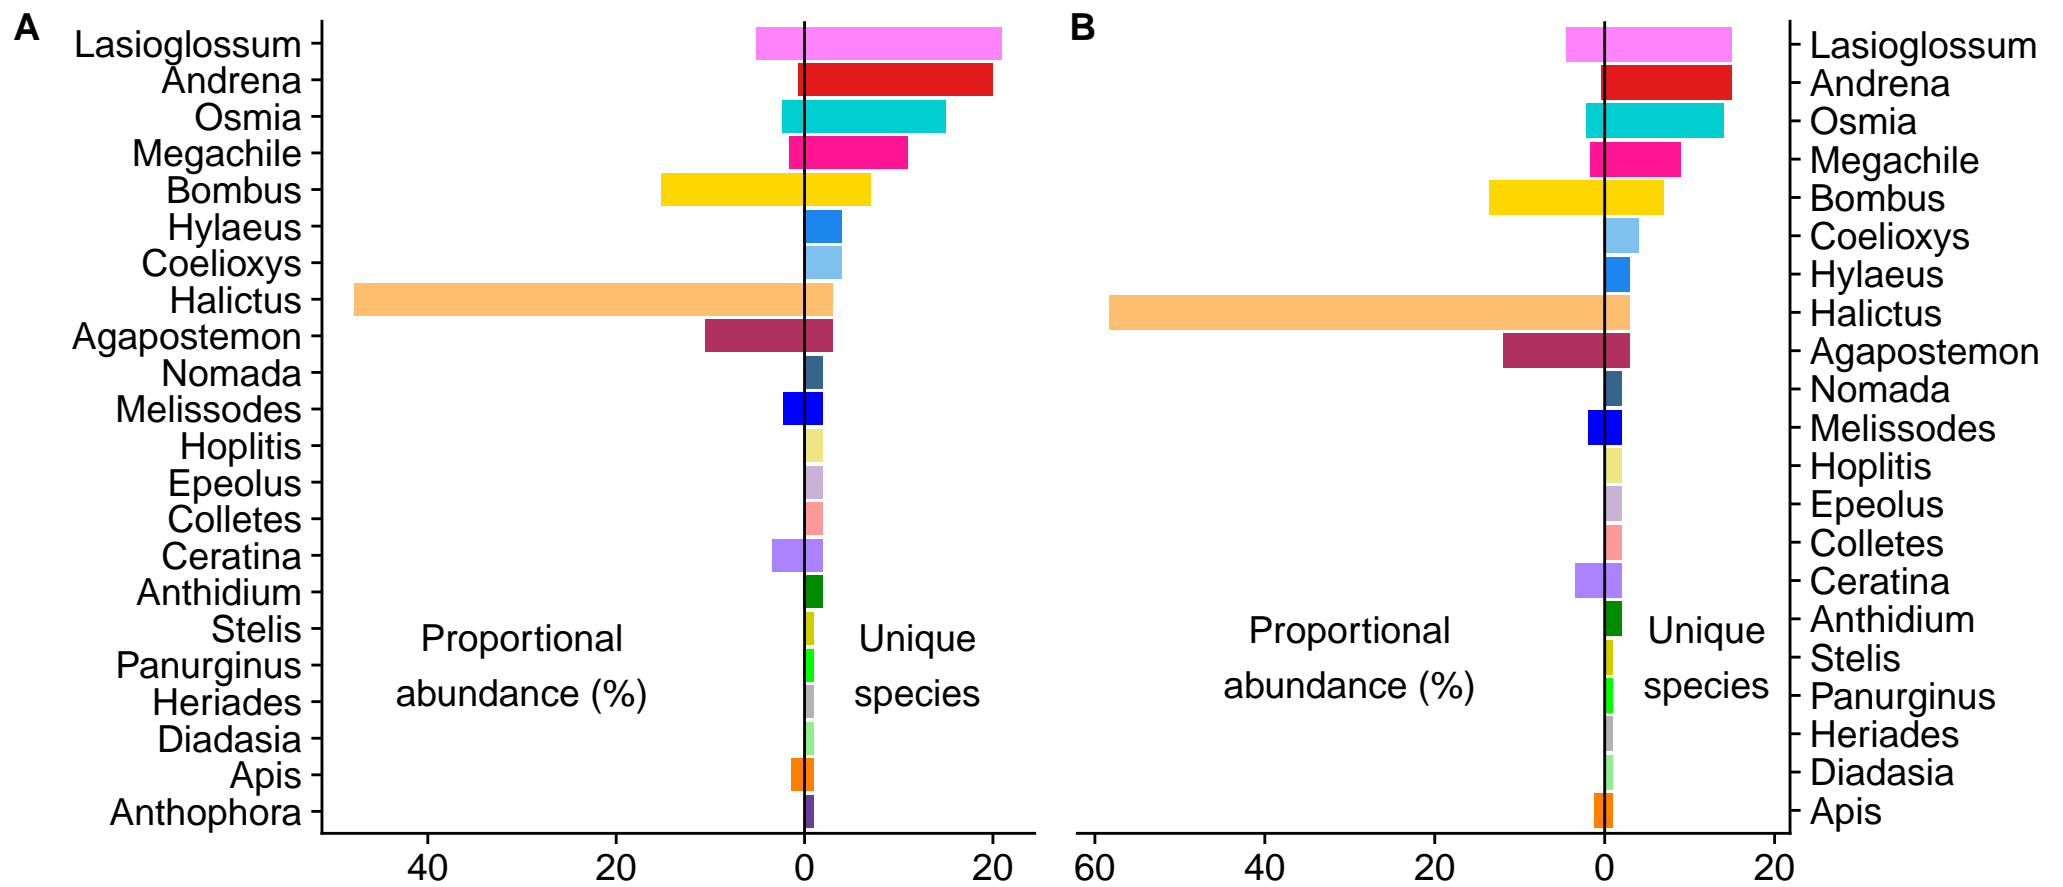 A
Lasioglossum
Andrena
Osmia
Megachile
Bombus
Hylaeus
Coelioxys
Halictus
Agapostemon
Nomada
Melissodes
Hoplitis
Epeolus
Colletes
Ceratina
Anthidium
Stelis
Panurginus
Heriades
Diadasia
Apis
Anthophora
Proportional
abundance (%)
Unique
species
40 20 0 20
B
Lasioglossum
Andrena
Osmia
Megachile
Bombus
Coelioxys
Hylaeus
Halictus
Agapostemon
Nomada
Melissodes
Hoplitis
Epeolus
Colletes
Ceratina
Anthidium
Stelis
Panurginus
Heriades
Diadasia
Apis
Proportional
abundance (%)
Unique
species
60 40 20 0 20